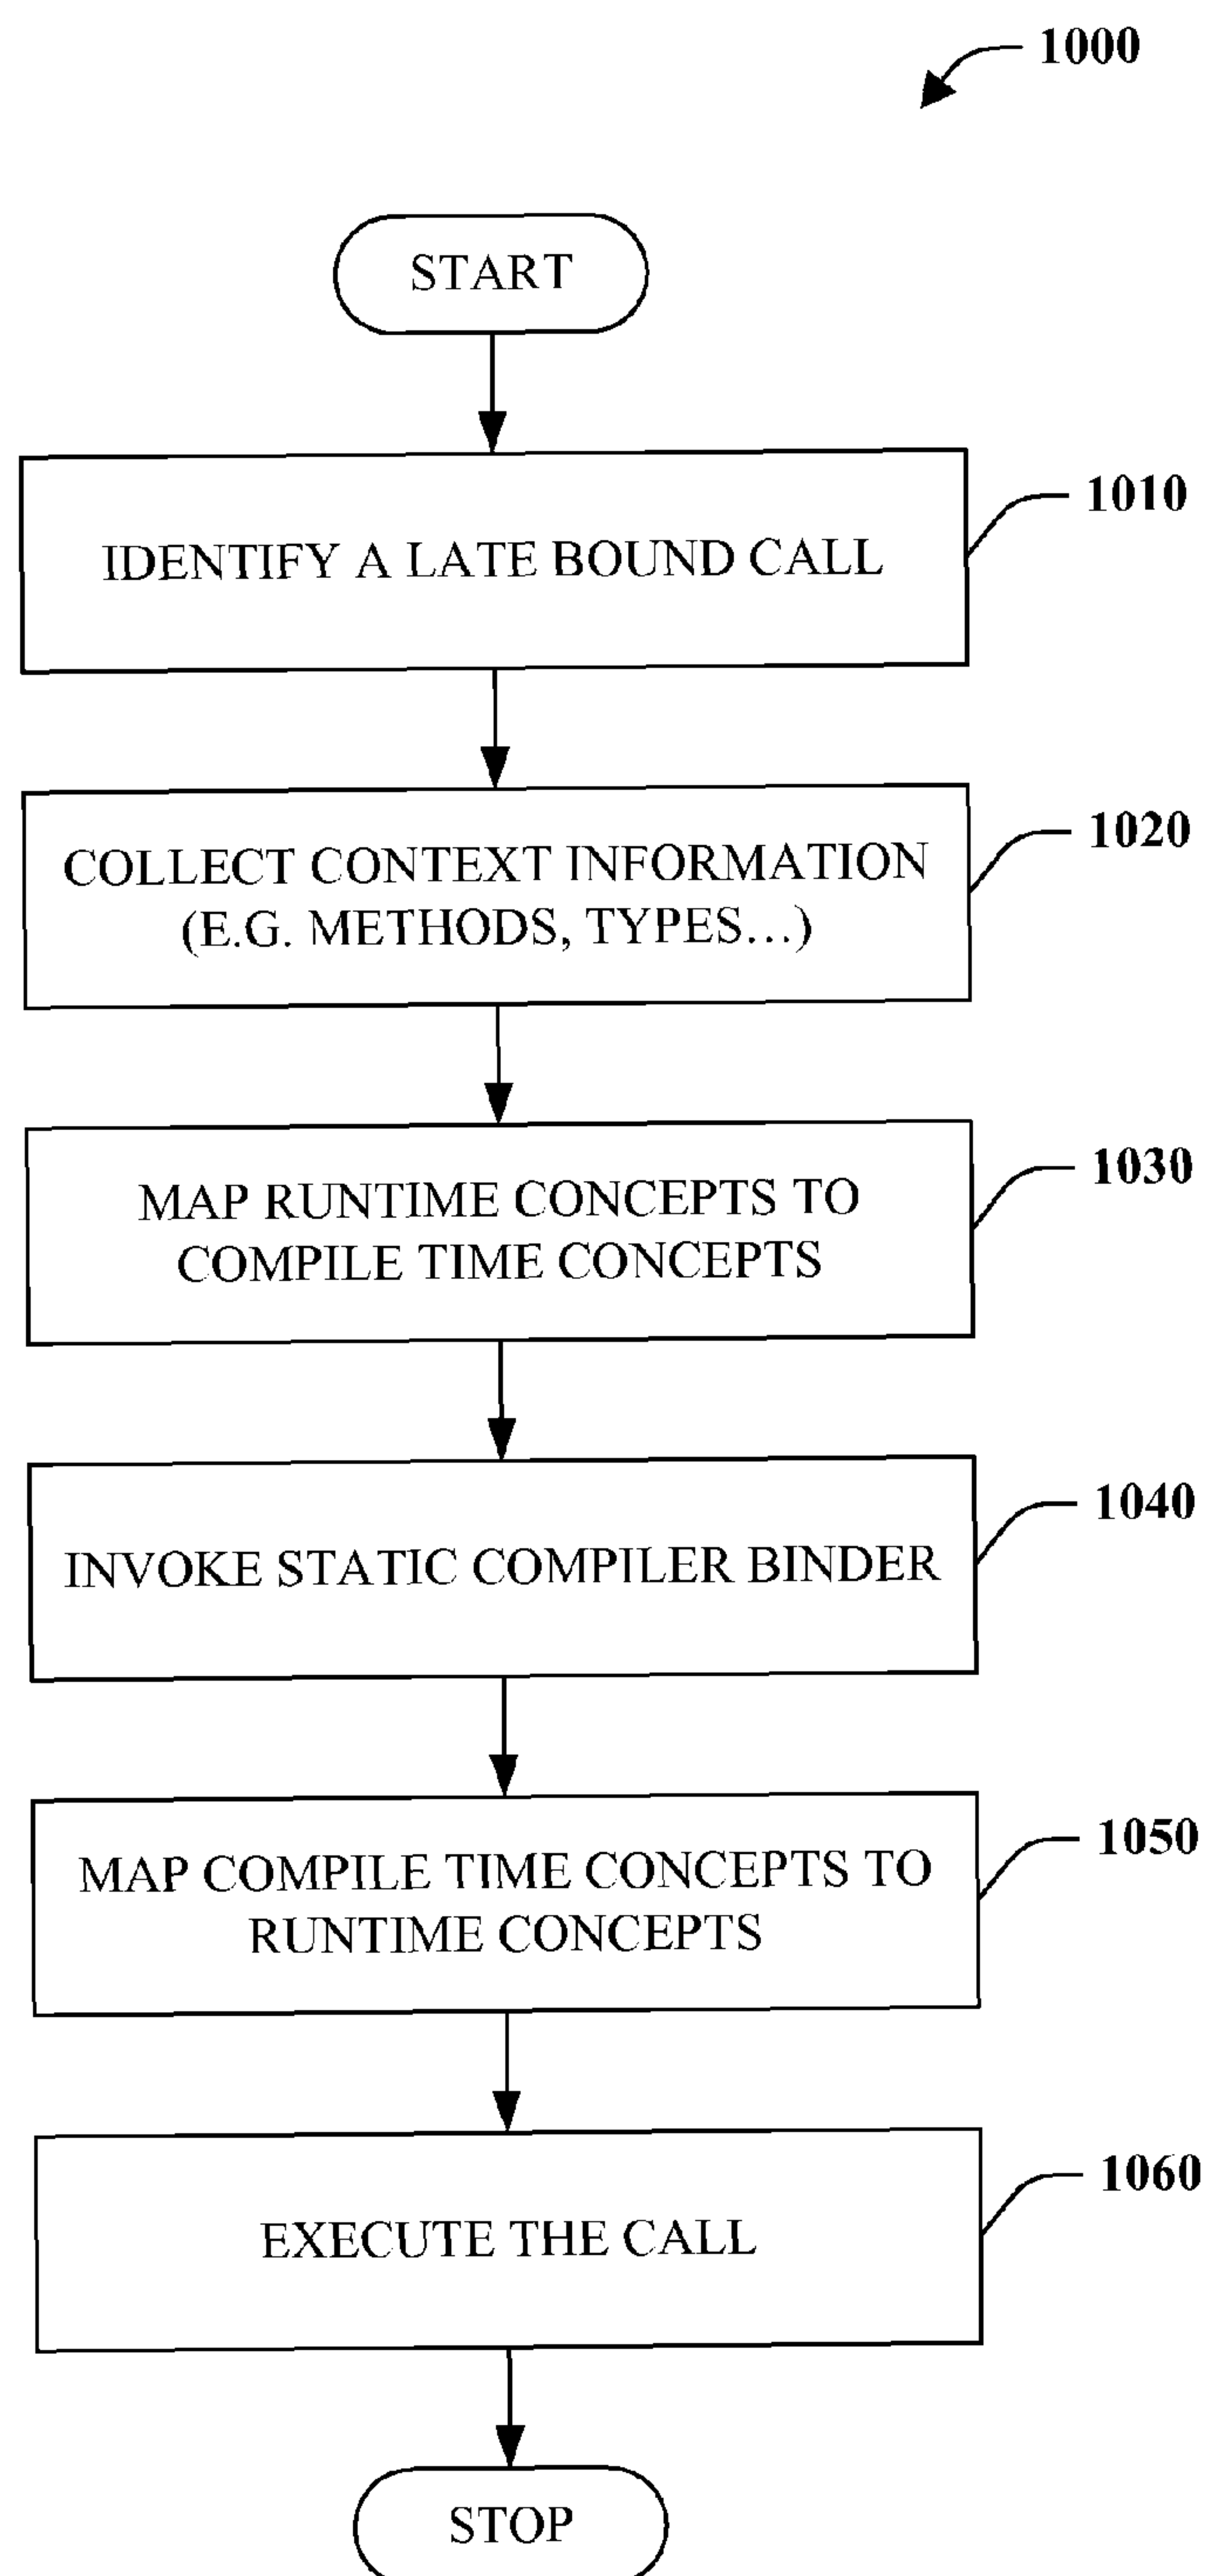 1000
START
IDENTIFY A LATE BOUND CALL
1010
COLLECT CONTEXT INFORMATION
(E.G. METHODS, TYPES…)
1020
MAP RUNTIME CONCEPTS TO
COMPILE TIME CONCEPTS
1030
INVOKE STATIC COMPILER BINDER
1040
MAP COMPILE TIME CONCEPTS TO
RUNTIME CONCEPTS
1050
EXECUTE THE CALL
1060
STOP